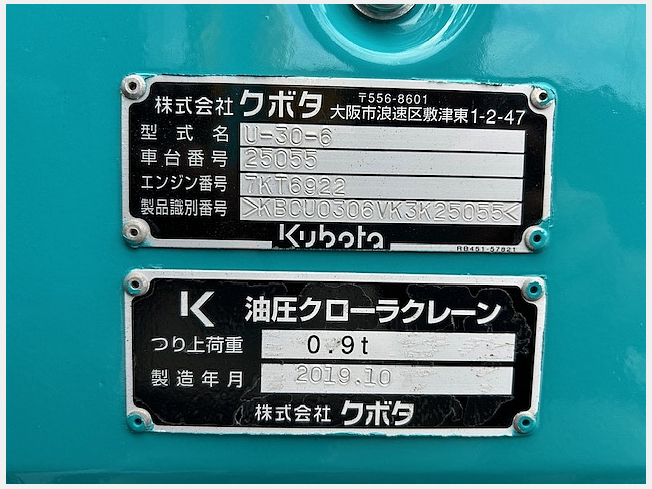 株式会社クボタ 〒556-8601 大阪市浪速区敷津東1-2-47
型式名 U-30-6
車台番号 25055
エンジン番号 7KT6922
製品識別番号 >KBCU0306VK3K25055<
Kubota
RB451-57821
K 油圧クローラクレーン
つり上荷重 0.9t
製造年月 2019.10
株式会社クボタ